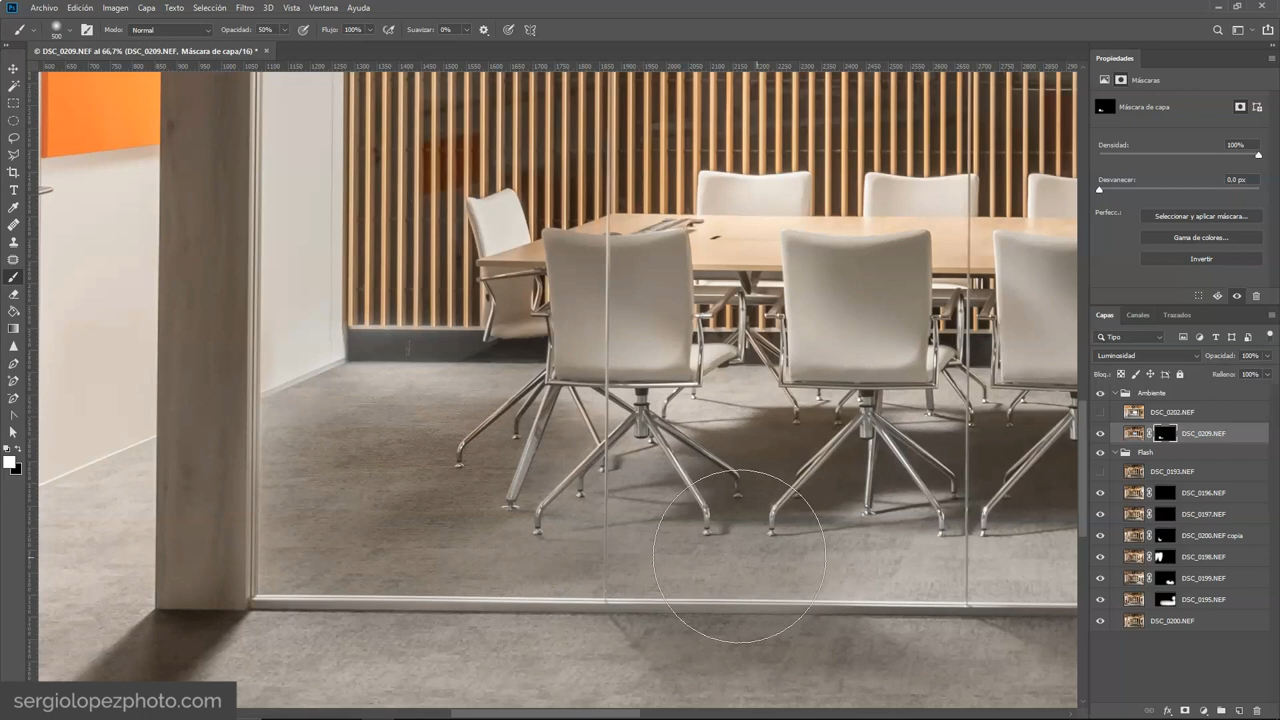 Archivo Edición Imagen Capa Texto Selección Filtro 3D Vista Ventana Ayuda
500 Modo: Normal Opacidad: 50% Flujo: 100% Suavizar: 0%
© DSC_0209.NEF al 66,7% (DSC_0209.NEF, Máscara de capa/16) *
Propiedades
Máscaras
Máscara de capa
Densidad: 100%
Desvanecer: 0,0 px
Perfecc.: Seleccionar y aplicar máscara...
Gama de colores...
Invertir
Capas Canales Trazados
Tipo
Luminosidad Opacidad: 100%
Bloq.: Relleno: 100%
Ambiente
DSC_0202.NEF
DSC_0209.NEF
Flash
DSC_0193.NEF
DSC_0196.NEF
DSC_0197.NEF
DSC_0200.NEF copia
DSC_0198.NEF
DSC_0199.NEF
DSC_0195.NEF
DSC_0200.NEF
sergiolopezphoto.com